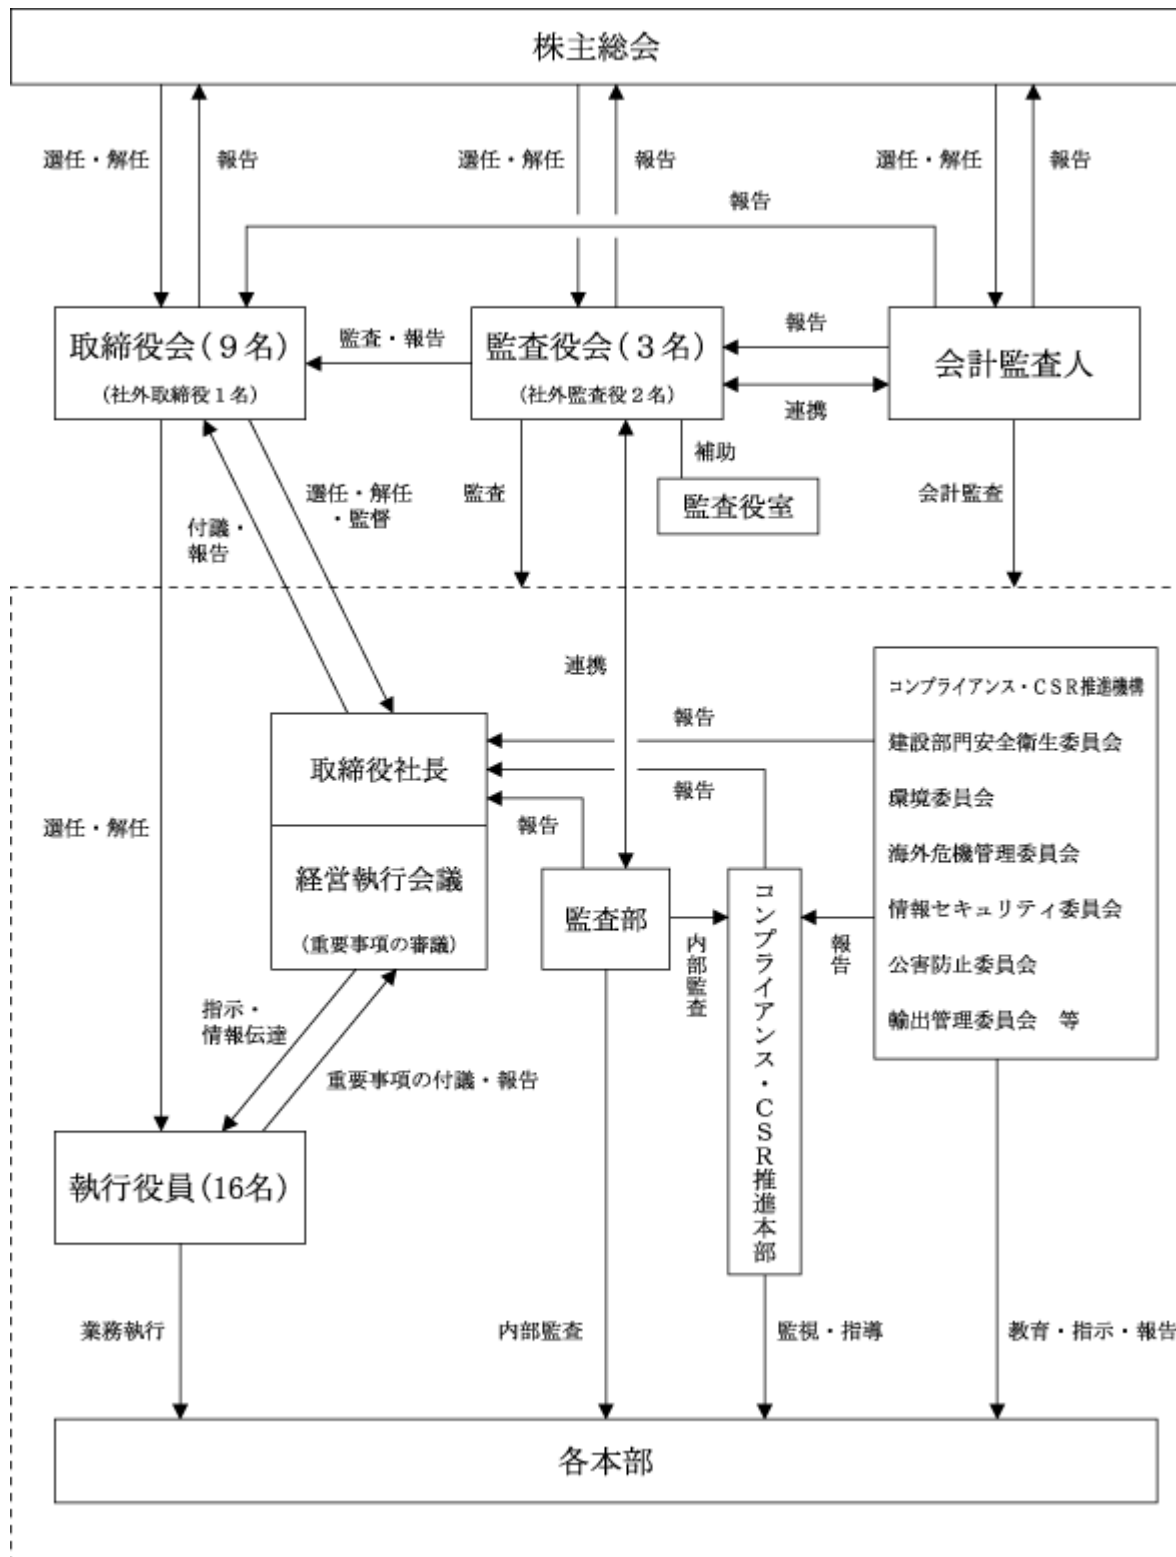 株主総会
選任・解任
報告
選任・解任
報告
選任・解任
報告
報告
取締役会(９名)
(社外取締役１名)
監査・報告
監査役会(３名)
(社外監査役２名)
報告
連携
会計監査人
選任・解任
・監督
付議・
報告
監査
補助
監査役室
会計監査
連携
コンプライアンス・ＣＳＲ推進機構
建設部門安全衛生委員会
環境委員会
海外危機管理委員会
情報セキュリティ委員会
公害防止委員会
輸出管理委員会　等
報告
報告
報告
取締役社長
経営執行会議
(重要事項の審議)
選任・解任
監査部
内部監査
コンプライアンス・ＣＳＲ推進本部
報告
指示・
情報伝達
重要事項の付議・報告
執行役員(16名)
業務執行
内部監査
監視・指導
教育・指示・報告
各本部